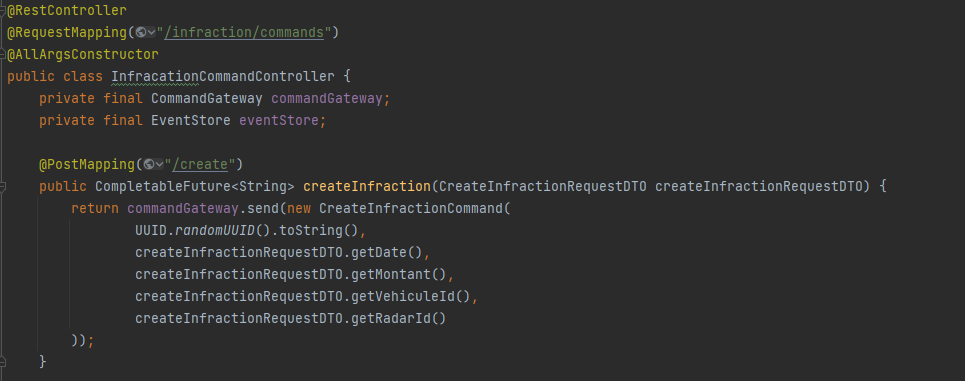 @RestController
@RequestMapping("/infraction/commands")
@AllArgsConstructor
public class InfracationCommandController {
    private final CommandGateway commandGateway;
    private final EventStore eventStore;

    @PostMapping("/create")
    public CompletableFuture<String> createInfraction(CreateInfractionRequestDTO createInfractionRequestDTO) {
        return commandGateway.send(new CreateInfractionCommand(
                UUID.randomUUID().toString(),
                createInfractionRequestDTO.getDate(),
                createInfractionRequestDTO.getMontant(),
                createInfractionRequestDTO.getVehiculeId(),
                createInfractionRequestDTO.getRadarId()
        ));
    }